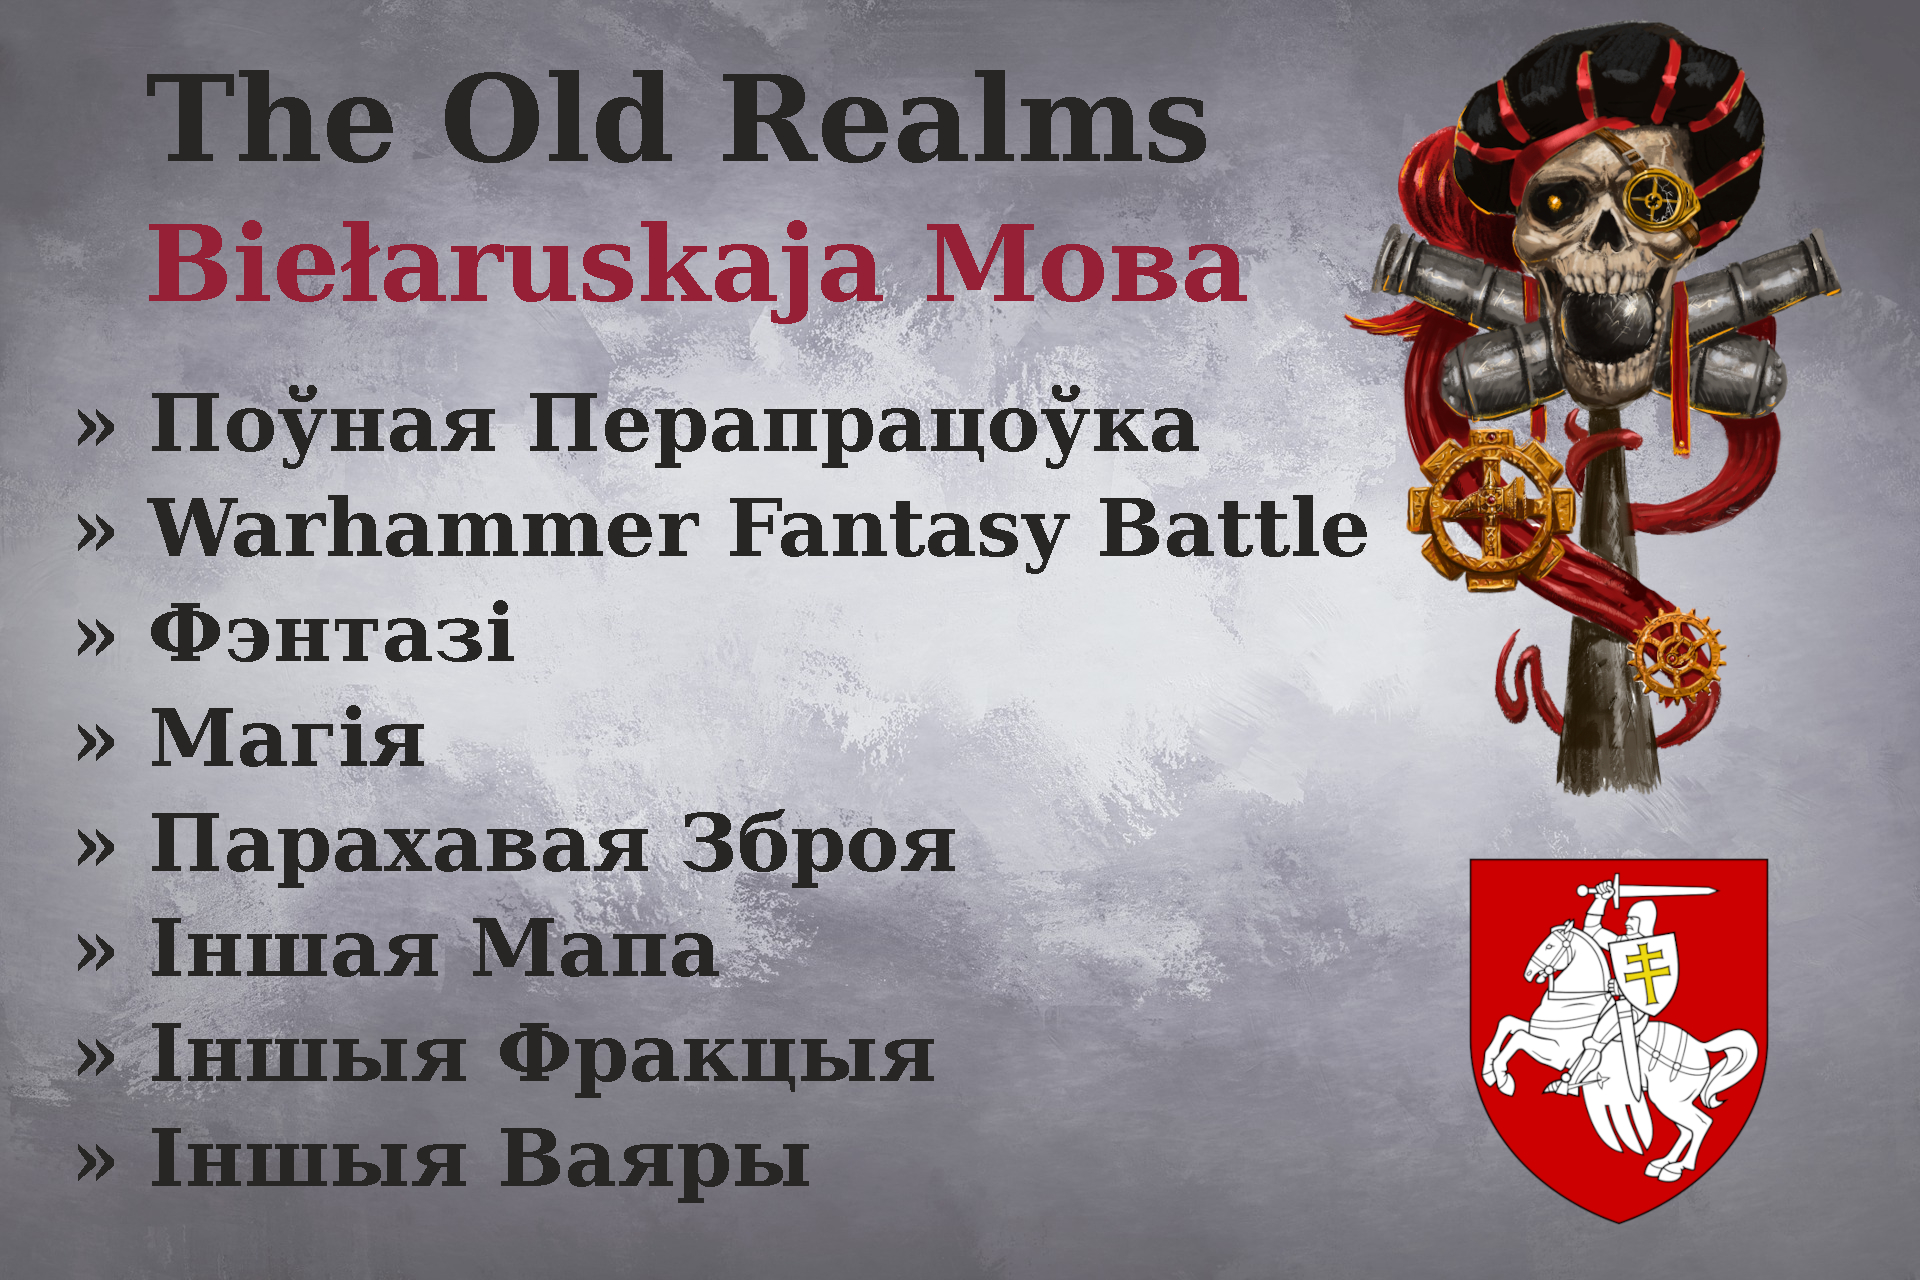 The Old Realms
Biełaruskaja Мова
» Поўная Перапрацоўка
» Warhammer Fantasy Battle
» Фэнтазі
» Магія
» Парахавая Зброя
» Іншая Мапа
» Іншыя Фракцыя
» Іншыя Ваяры